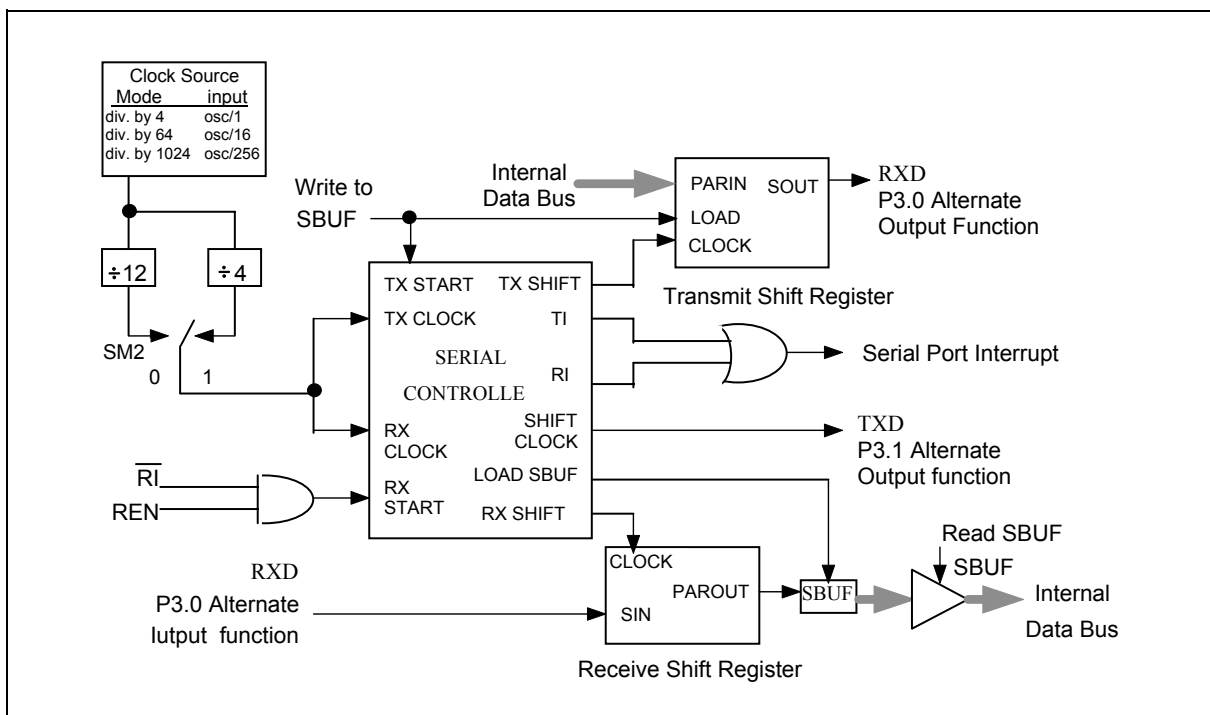 Clock Source
Mode input
div. by 4 osc/1
div. by 64 osc/16
div. by 1024 osc/256
÷12
÷4
SM2
0 1
Write to
SBUF
Internal
Data Bus
PARIN SOUT
LOAD
CLOCK
RXD
P3.0 Alternate
Output Function
Transmit Shift Register
TX START TX SHIFT
TX CLOCK TI
SERIAL
RI
CONTROLLE
SHIFT
CLOCK
RX
CLOCK
LOAD SBUF
RX
START
RX SHIFT
Serial Port Interrupt
TXD
P3.1 Alternate
Output function
RI
REN
RXD
P3.0 Alternate
Iutput function
CLOCK
PAROUT
SIN
Receive Shift Register
SBUF
Read SBUF
SBUF
Internal
Data Bus